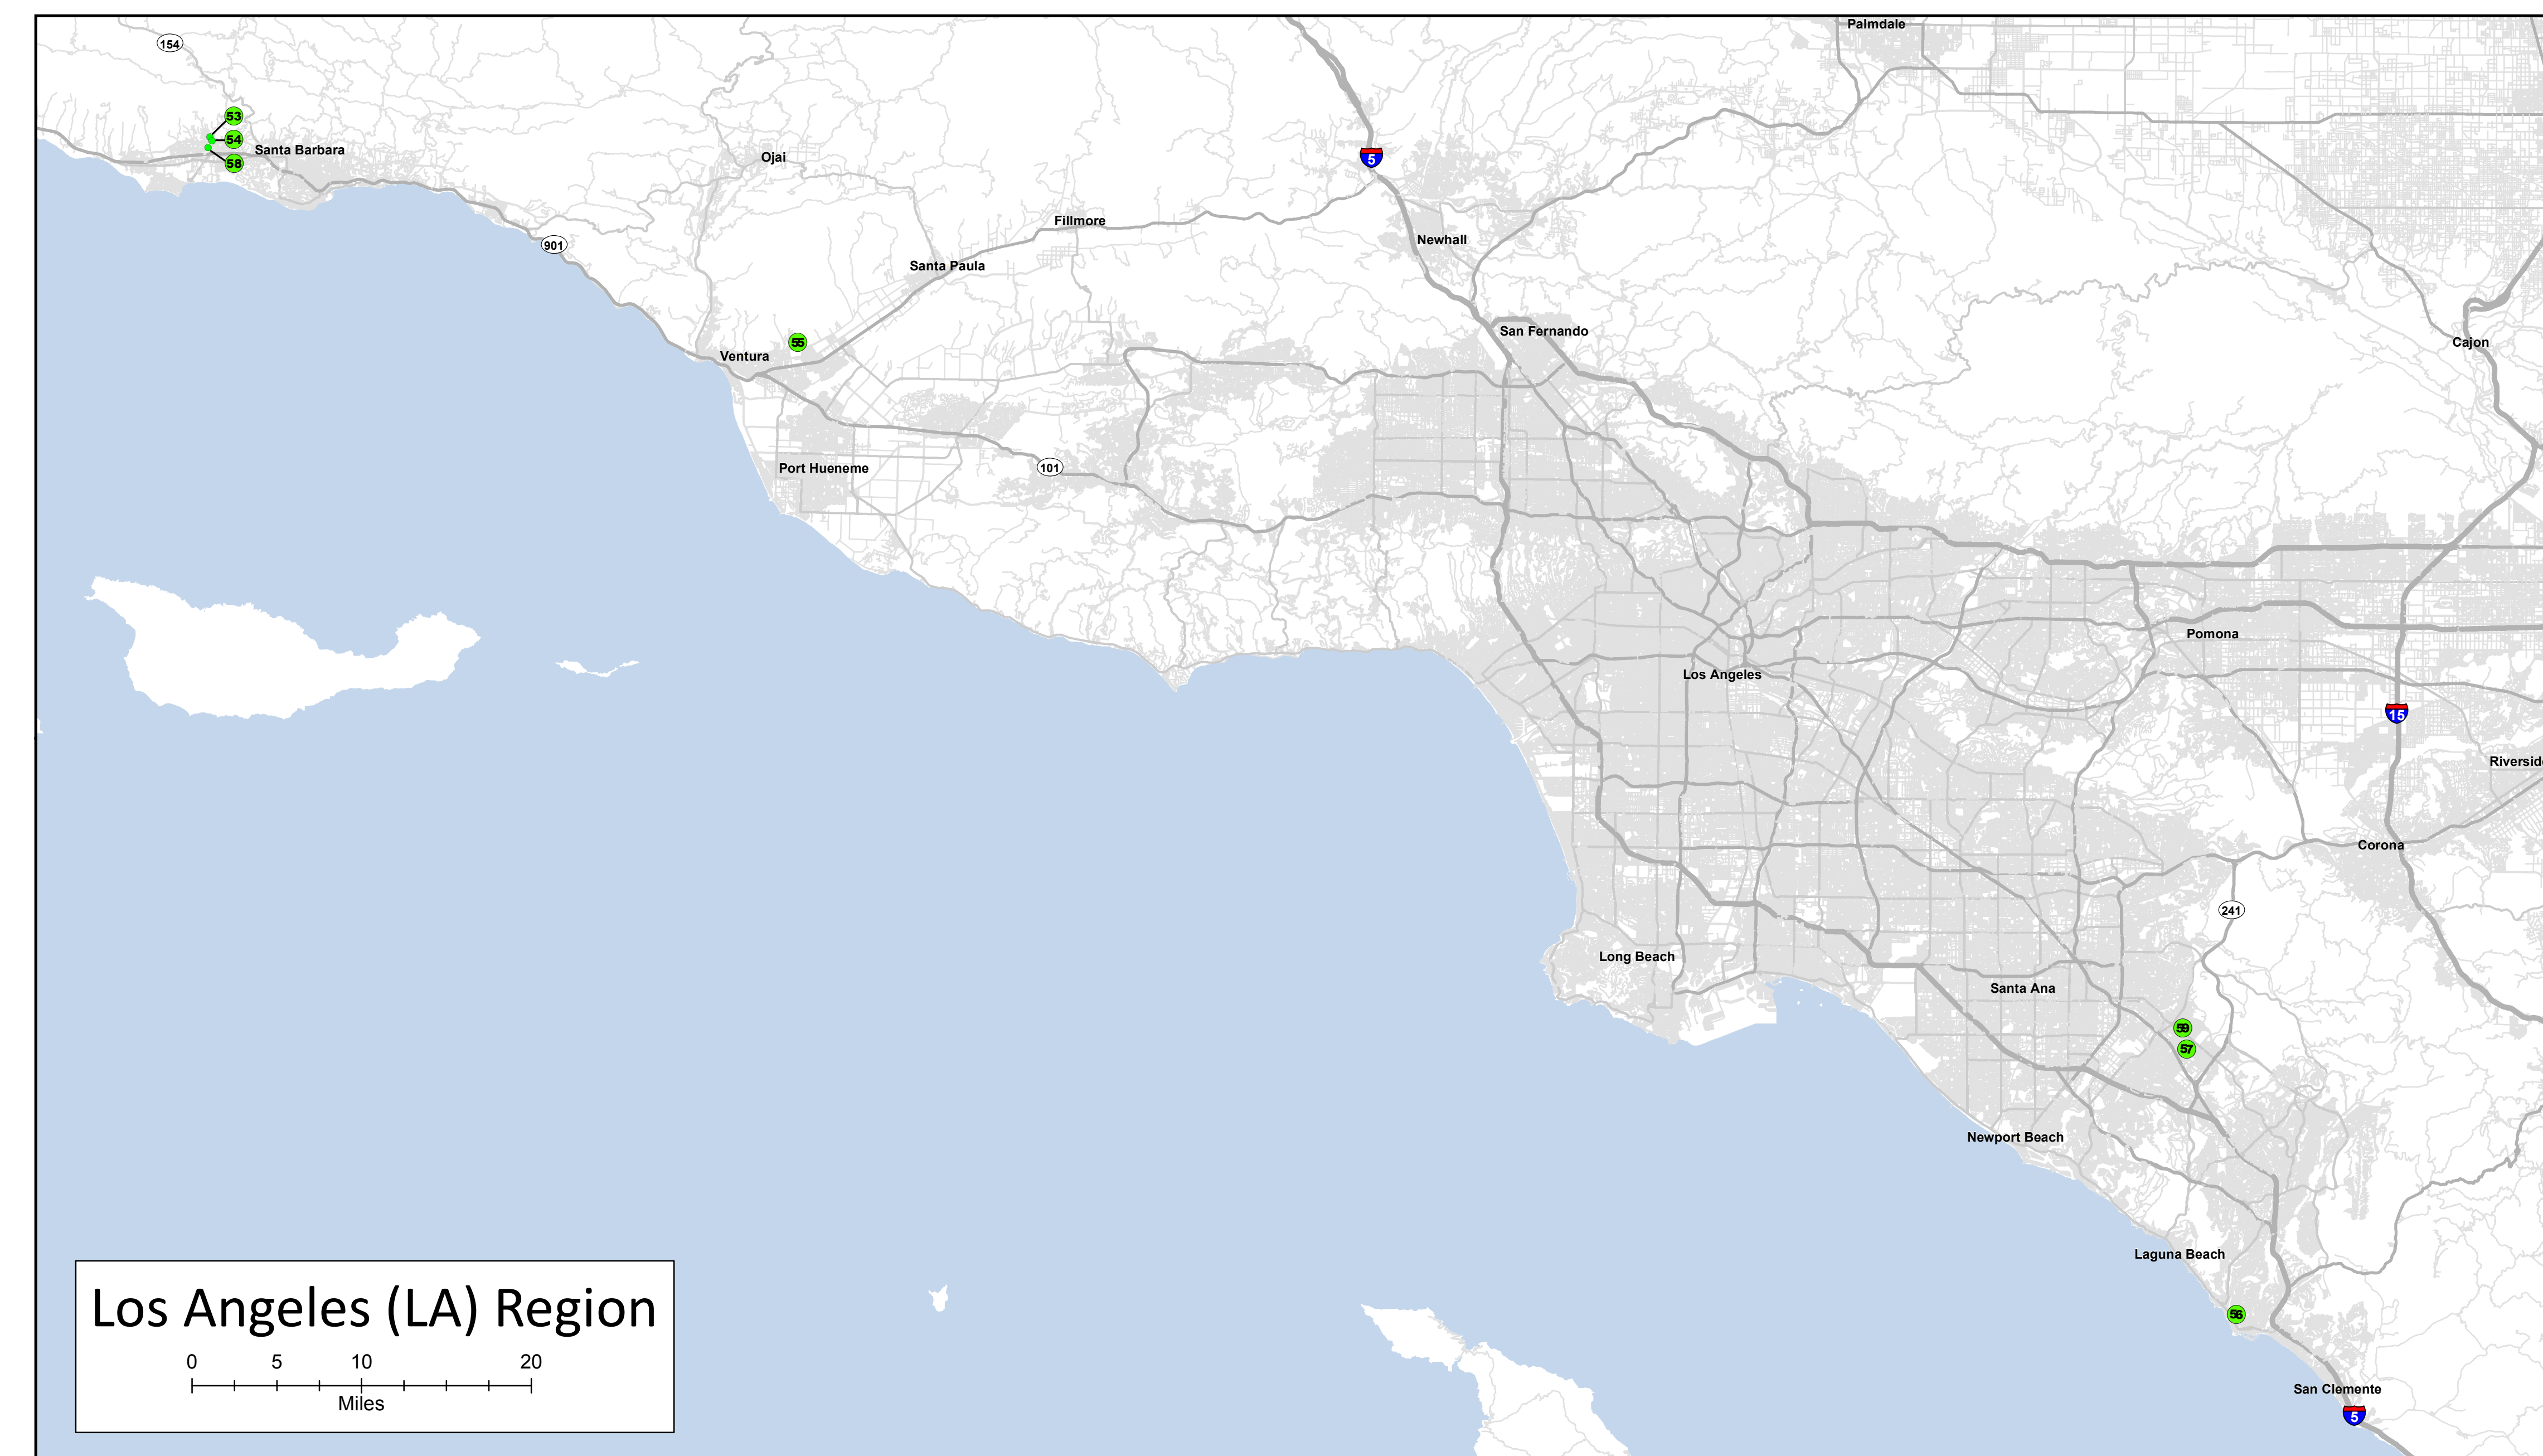 Palmdale
154
53
54
Santa Barbara
58
Ojai
5
Fillmore
Newhall
901
Santa Paula
San Fernando
55
Ventura
Cajon
Port Hueneme
101
Pomona
Los Angeles
15
Riversid
Corona
241
Long Beach
Santa Ana
59
57
Newport Beach
Laguna Beach
56
San Clemente
5
Los Angeles (LA) Region
0 5 10 20
Miles